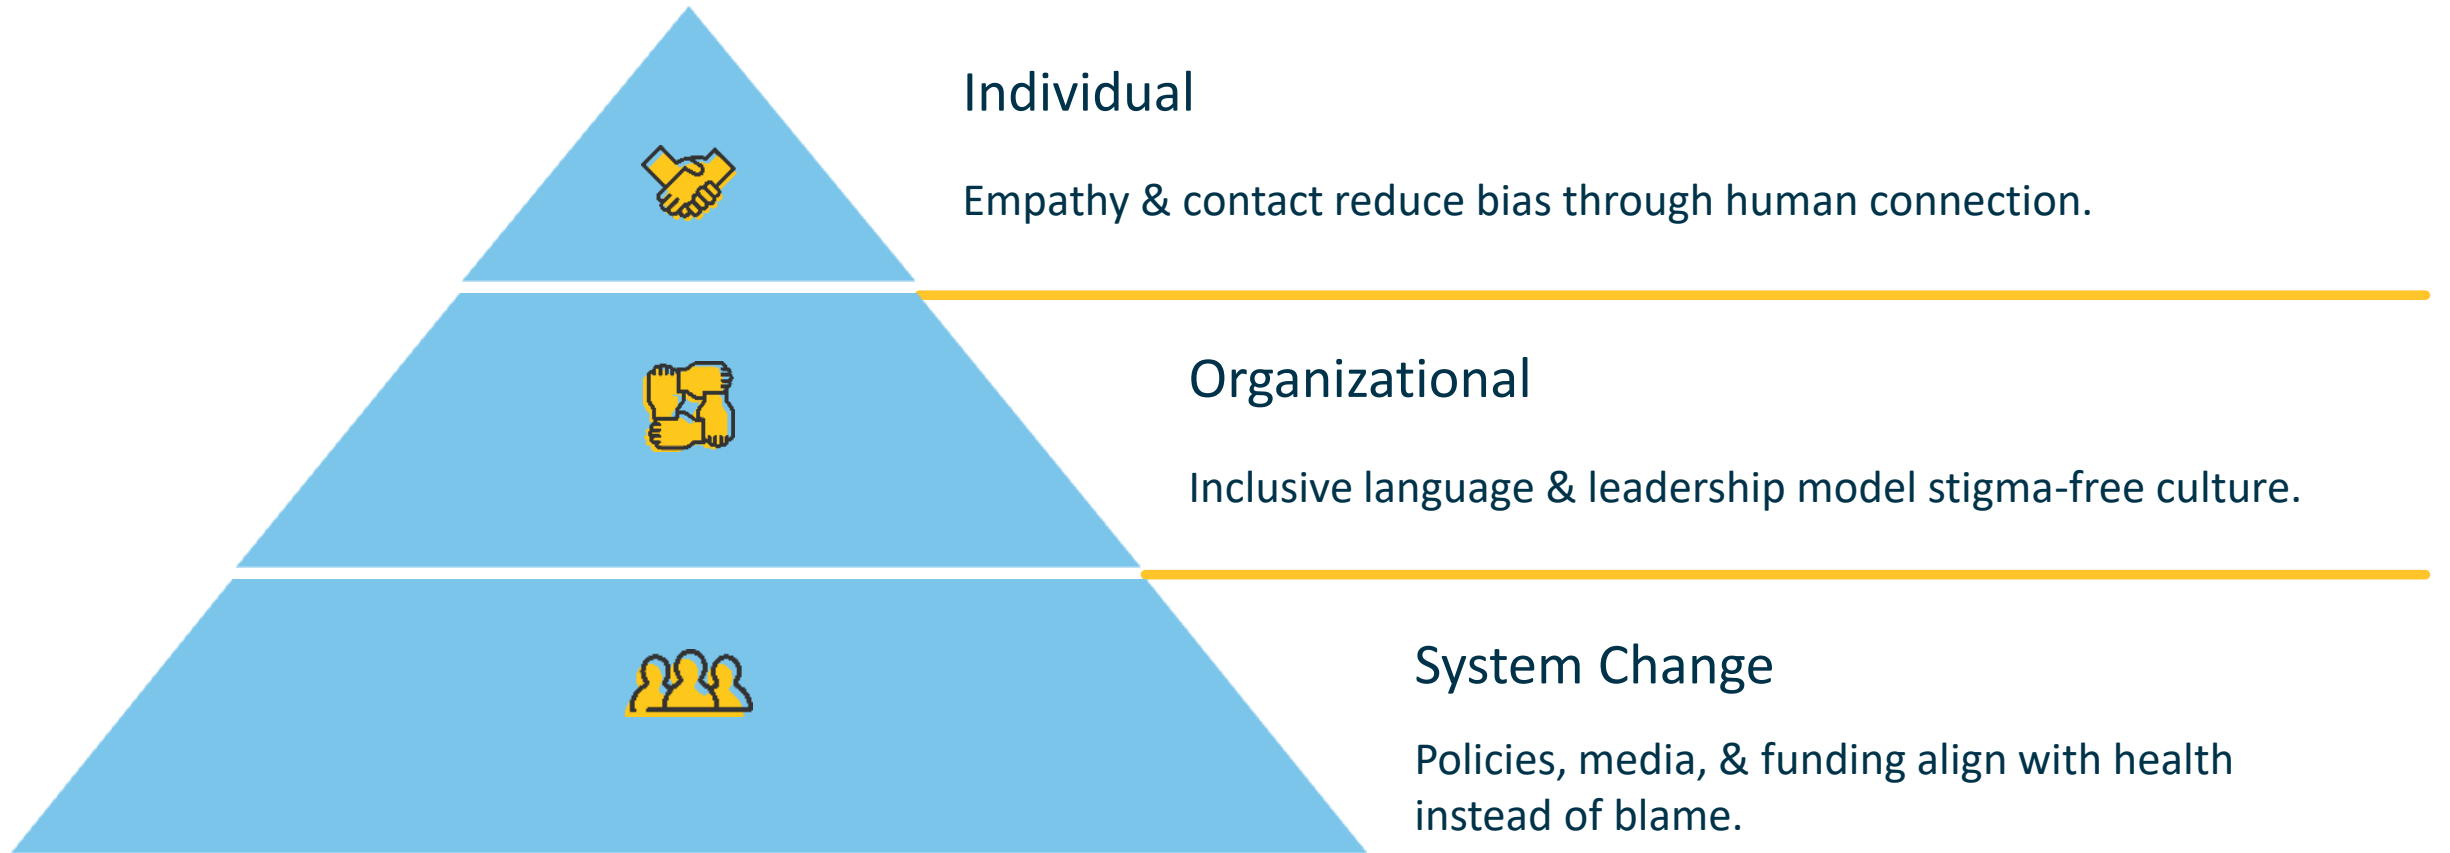 Individual
Empathy & contact reduce bias through human connection.
Organizational
Inclusive language & leadership model stigma-free culture.
System Change
Policies, media, & funding align with health
instead of blame.